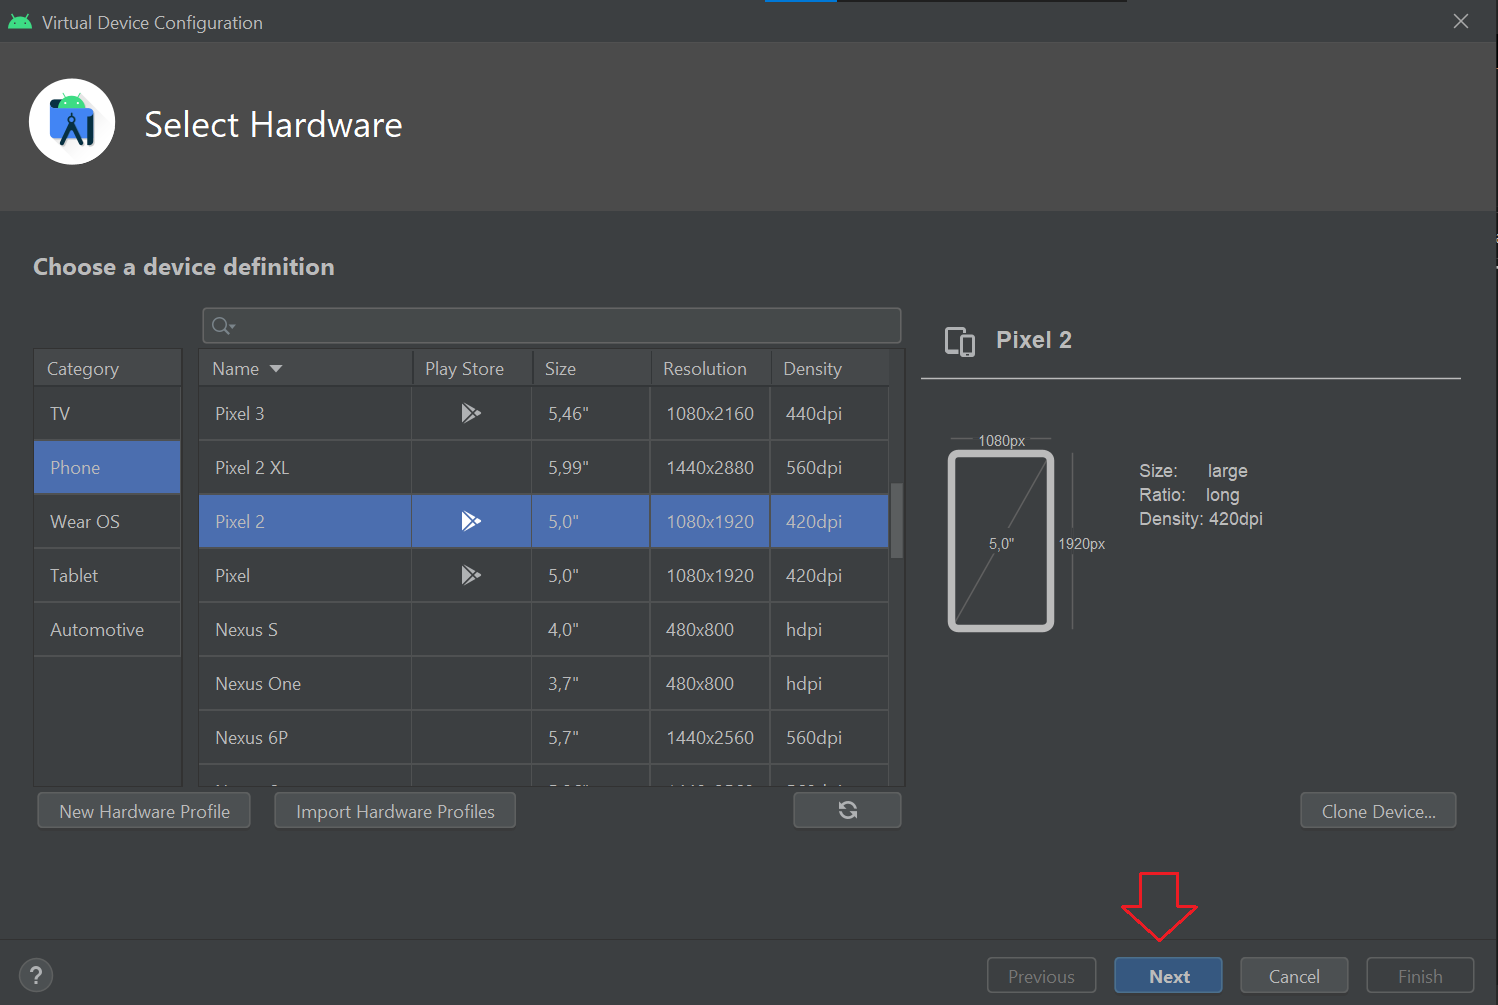 Virtual Device Configuration
Select Hardware
Choose a device definition
Category
TV
Phone
Wear OS
Tablet
Automotive
Name Play Store Size Resolution Density
Pixel 3 5,46" 1080x2160 440dpi
Pixel 2 XL 5,99" 1440x2880 560dpi
Pixel 2 5,0" 1080x1920 420dpi
Pixel 5,0" 1080x1920 420dpi
Nexus S 4,0" 480x800 hdpi
Nexus One 3,7" 480x800 hdpi
Nexus 6P 5,7" 1440x2560 560dpi
Pixel 2
1080px
5,0"
1920px
Size: large
Ratio: long
Density: 420dpi
New Hardware Profile Import Hardware Profiles Clone Device...
? Previous Next Cancel Finish